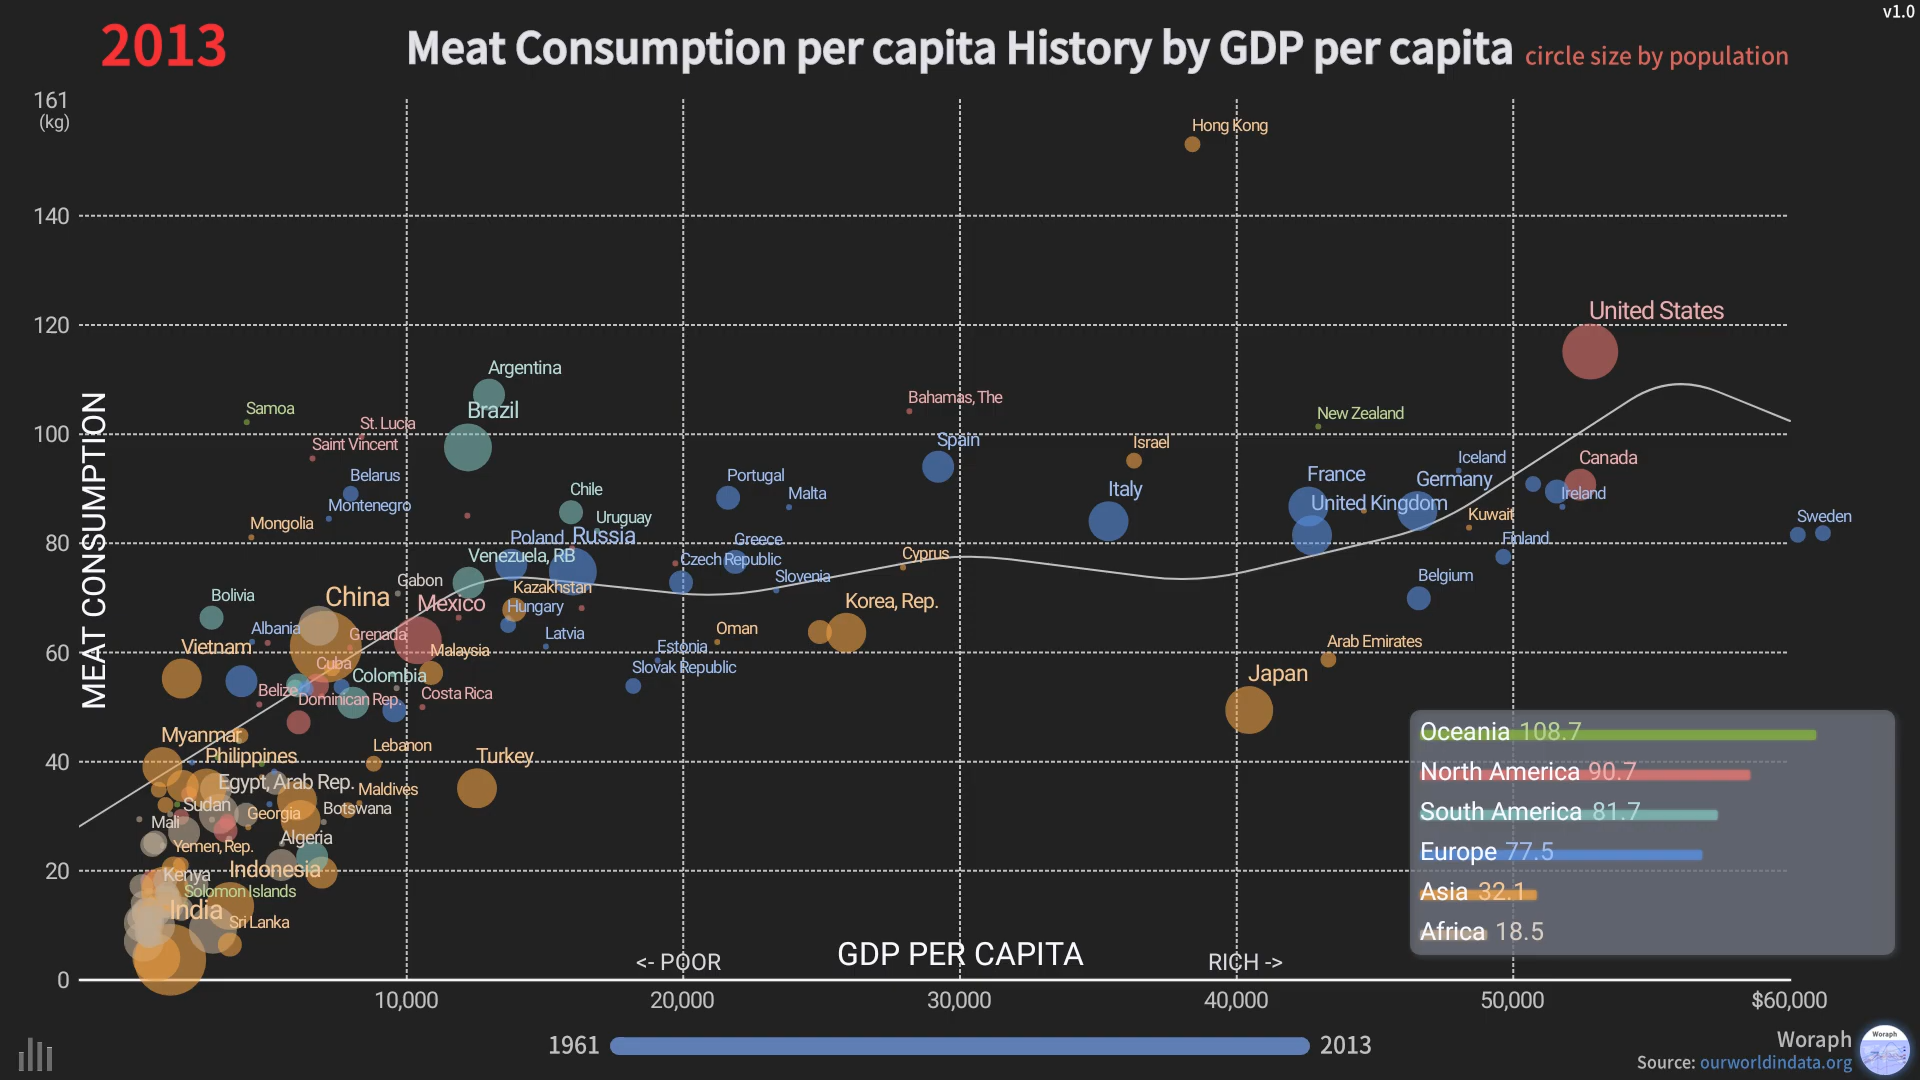 v1.0
2013
Meat Consumption per capita History by GDP per capita circle size by population
161
(kg)
Hong Kong
140
United States
120
Argentina
Bahamas, The
Samoa
Brazil
New Zealand
St. Lucia
100
Saint Vincent
Spain
Israel
Iceland
Canada
Belarus
Portugal
France
Germany
Chile
Italy
Malta
Ireland
Montenegro
United Kingdom
Mongolia
Uruguay
Kuwait
Sweden
Poland
Russia
Greece
Finland
80
Venezuela, RB
Czech Republic
Cyprus
Gabon
Slovenia
Belgium
Kazakhstan
Bolivia
China
Mexico
Hungary
Korea, Rep.
Albania
Grenada
Latvia
Oman
Vietnam
Malaysia
Estonia
Arab Emirates
60
Cuba
Slovak Republic
Colombia
Japan
Belize
Dominican Rep.
Costa Rica
MEAT CONSUMPTION
Myanmar
Lebanon
Philippines
Turkey
40
Egypt, Arab Rep.
Maldives
Sudan
Botswana
Mali
Georgia
Algeria
Yemen, Rep.
Kenya
Indonesia
20
Solomon Islands
India
Sri Lanka
Oceania 108.7
North America 90.7
South America 81.7
Europe 77.5
Asia 32.1
Africa 18.5
<- POOR
GDP PER CAPITA
RICH ->
0
10,000
20,000
30,000
40,000
50,000
$60,000
1961
2013
Woraph
Source: ourworldindata.org
Woraph